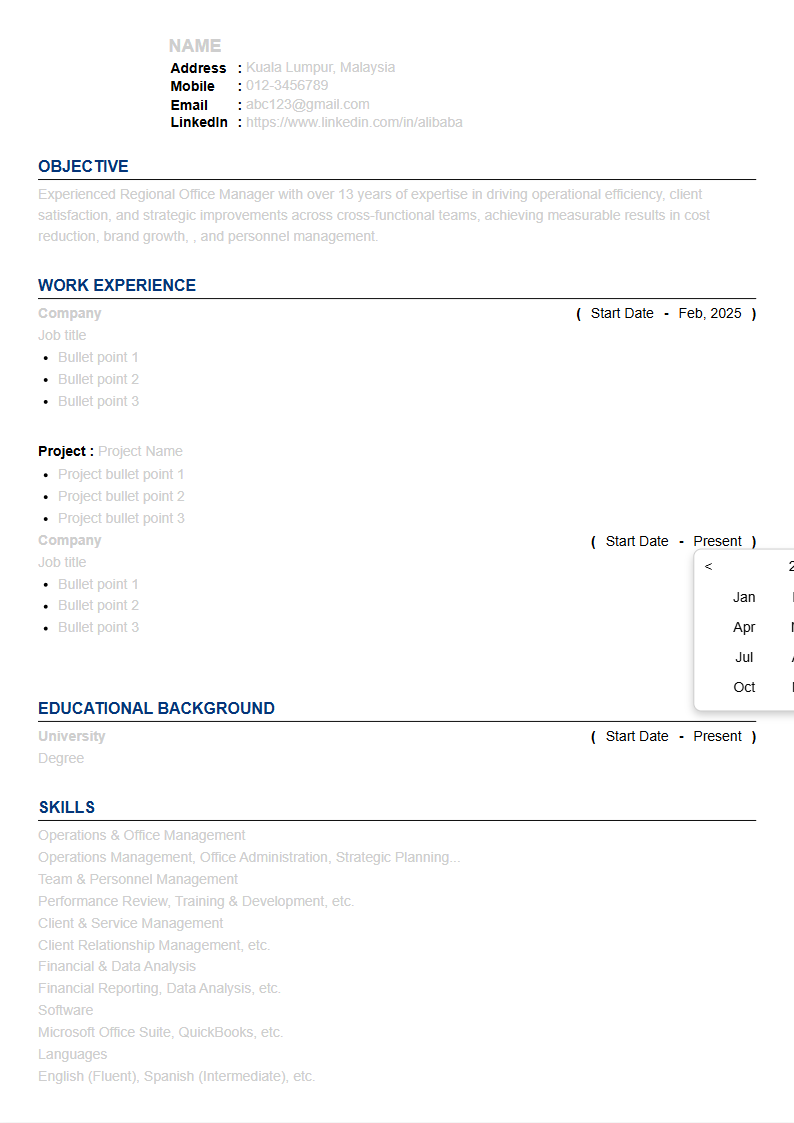 NAME
Address : Kuala Lumpur, Malaysia
Mobile : 012-3456789
Email : abc123@gmail.com
LinkedIn : https://www.linkedin.com/in/alibaba
OBJECTIVE
Experienced Regional Office Manager with over 13 years of expertise in driving operational efficiency, client
satisfaction, and strategic improvements across cross-functional teams, achieving measurable results in cost
reduction, brand growth, , and personnel management.
WORK EXPERIENCE
Company ( Start Date - Feb, 2025 )
Job title
• Bullet point 1
• Bullet point 2
• Bullet point 3
Project : Project Name
• Project bullet point 1
• Project bullet point 2
• Project bullet point 3
Company ( Start Date - Present )
Job title
< 2
• Bullet point 1
Jan
• Bullet point 2
• Bullet point 3
Apr
Jul
Oct
EDUCATIONAL BACKGROUND
University ( Start Date - Present )
Degree
SKILLS
Operations & Office Management
Operations Management, Office Administration, Strategic Planning...
Team & Personnel Management
Performance Review, Training & Development, etc.
Client & Service Management
Client Relationship Management, etc.
Financial & Data Analysis
Financial Reporting, Data Analysis, etc.
Software
Microsoft Office Suite, QuickBooks, etc.
Languages
English (Fluent), Spanish (Intermediate), etc.